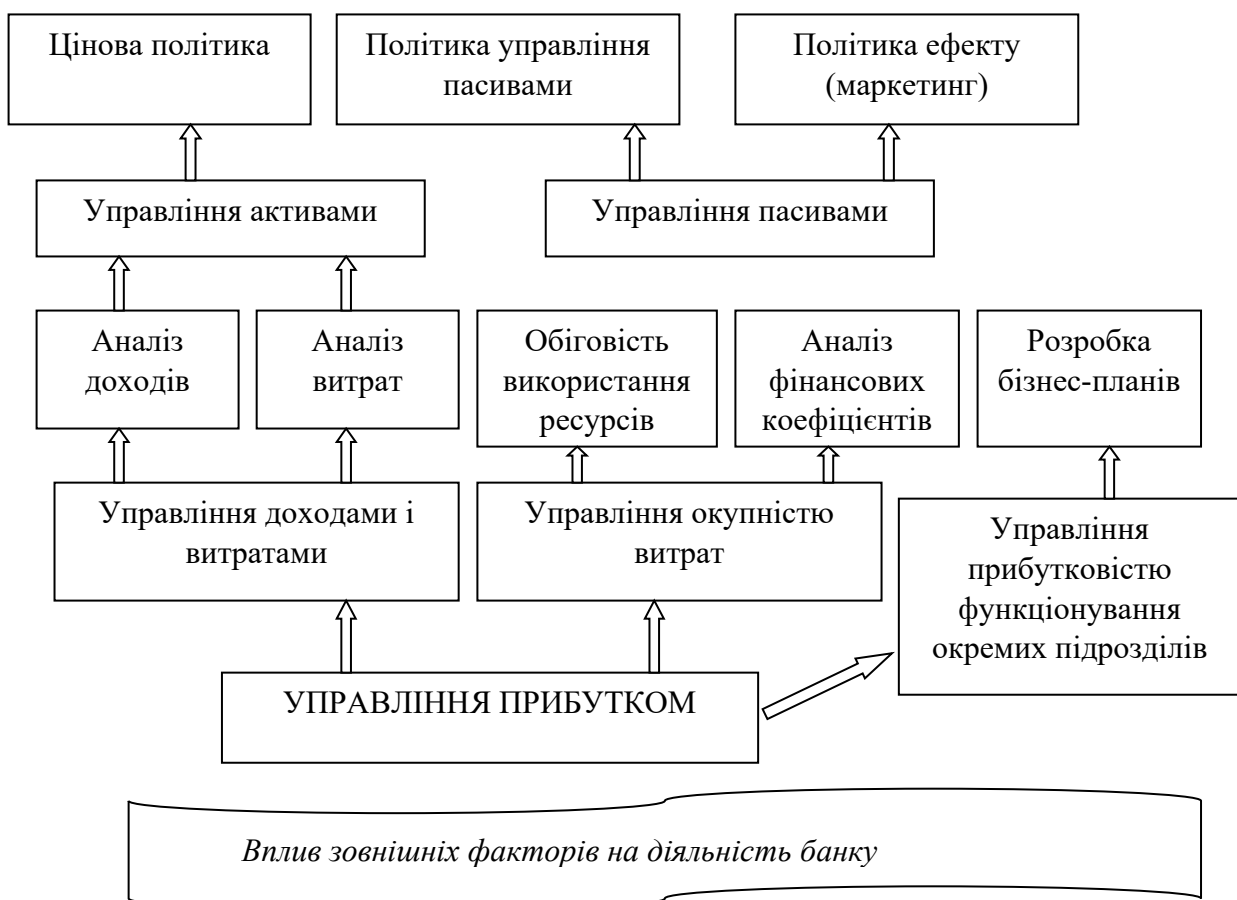 Цінова політика
Політика управління
пасивами
Політика ефекту
(маркетинг)
Управління активами
Управління пасивами
Аналіз
доходів
Аналіз
витрат
Обіговість
використання
ресурсів
Аналіз
фінансових
коефіцієнтів
Розробка
бізнес-планів
Управління доходами і
витратами
Управління окупністю
витрат
Управління
прибутковістю
функціонування
окремих підрозділів
УПРАВЛІННЯ ПРИБУТКОМ
Вплив зовнішніх факторів на діяльність банку